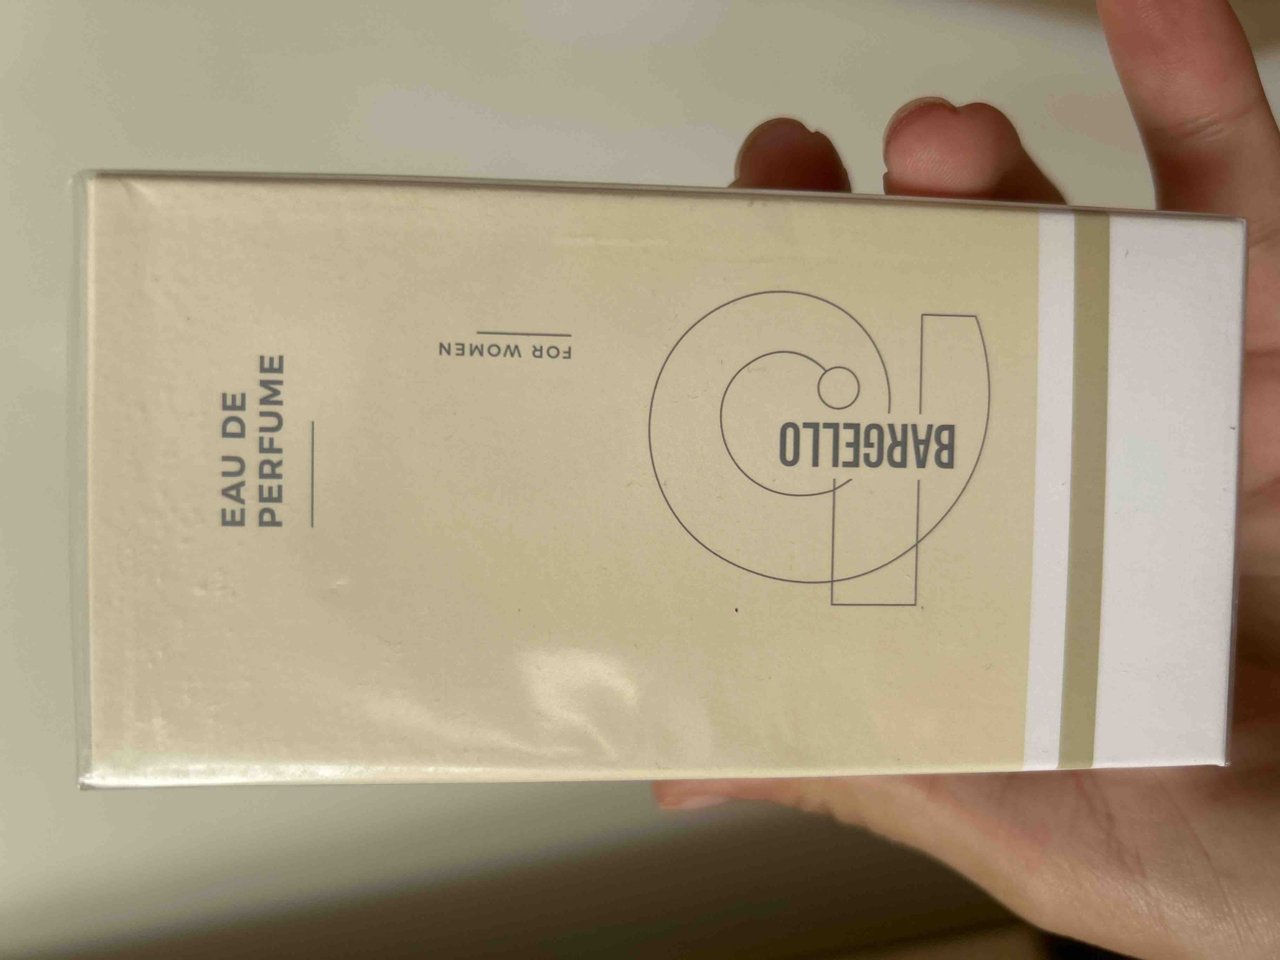 BARGELLO
FOR WOMEN
EAU DE
PERFUME